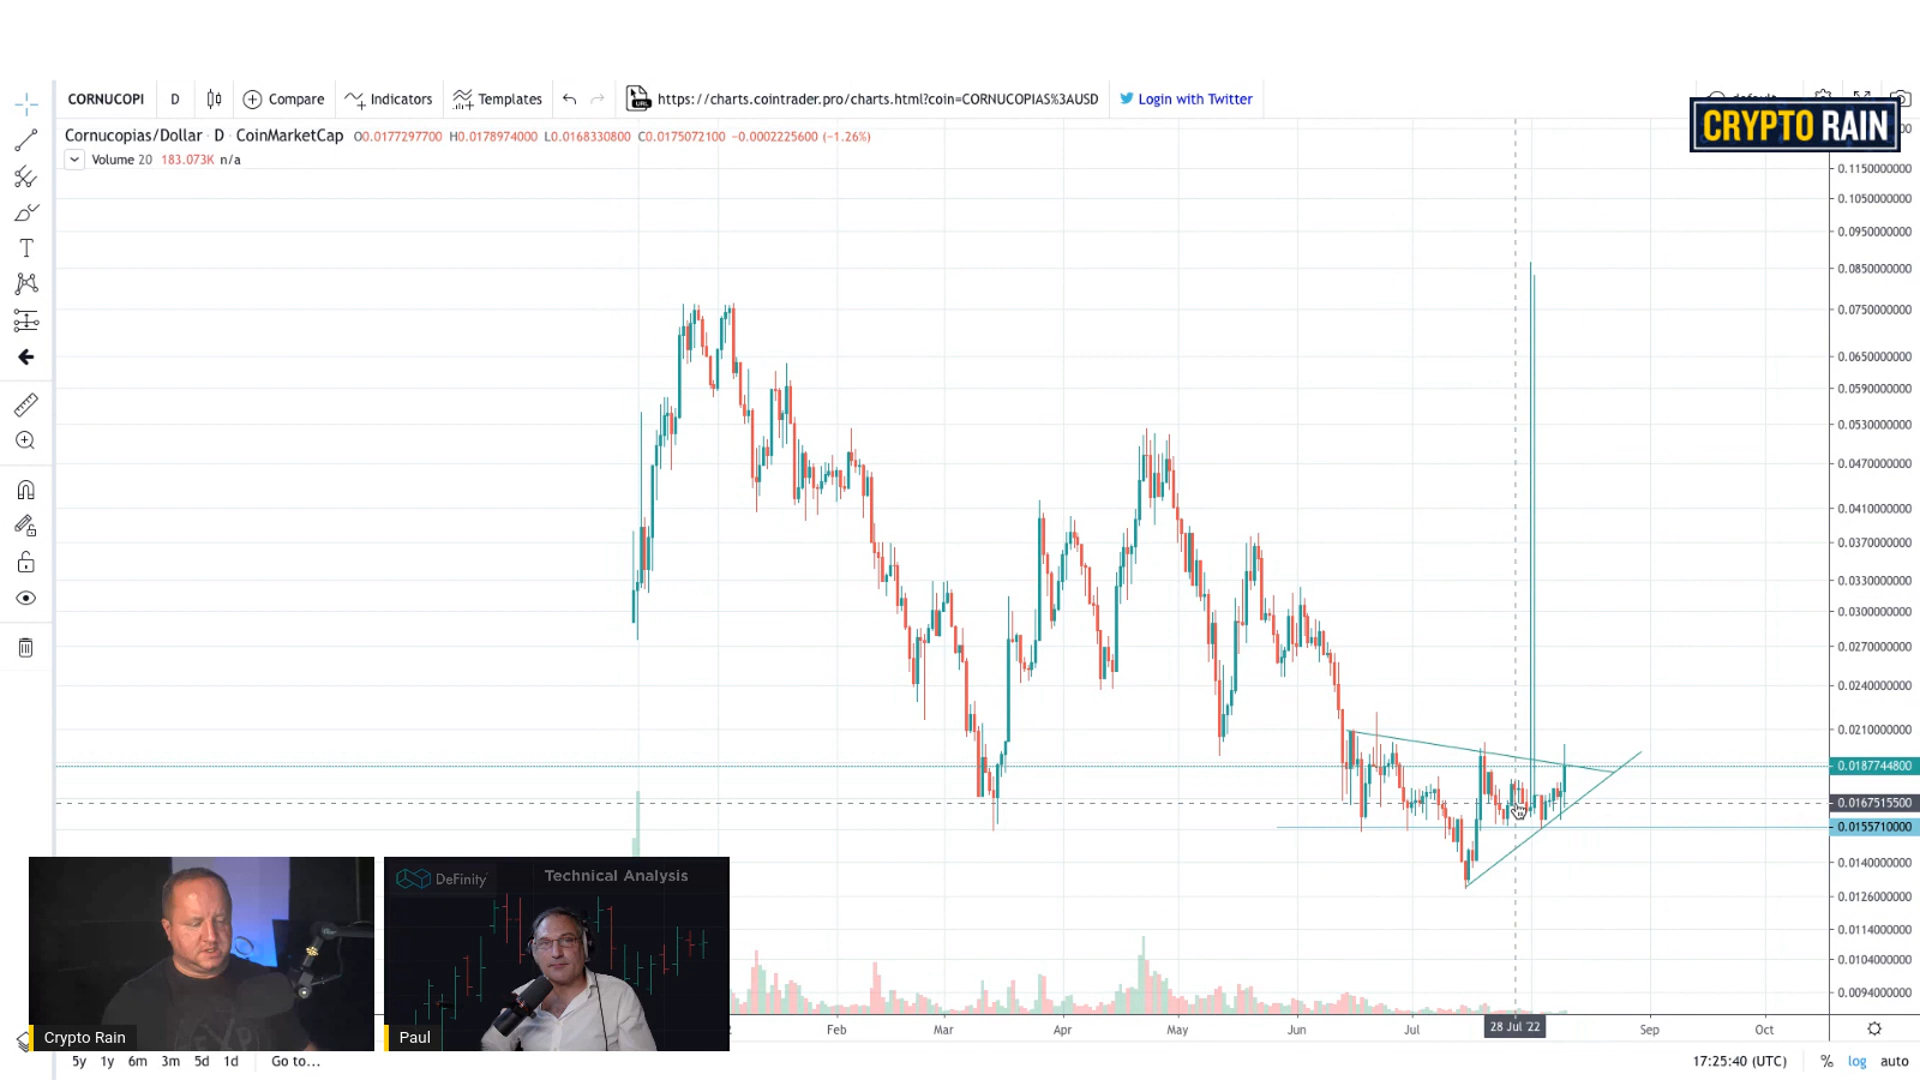 CORNUCOPI D Compare Indicators Templates https://charts.cointrader.pro/charts.html?coin=CORNUCOPIAS%3AUSD Login with Twitter
CRYPTO RAIN
Cornucopias/Dollar · D · CoinMarketCap O0.0177297700 H0.0178974000 L0.0168330800 C0.0175072100 −0.0002225600 (−1.26%)
Volume 20 183.073K n/a
0.1150000000
0.1050000000
0.0950000000
0.0850000000
0.0750000000
0.0650000000
0.0590000000
0.0530000000
0.0470000000
0.0410000000
0.0370000000
0.0330000000
0.0300000000
0.0270000000
0.0240000000
0.0210000000
0.0187744800
0.0167515500
0.0155710000
0.0140000000
0.0126000000
0.0114000000
0.0104000000
0.0094000000
DeFinity Technical Analysis
Crypto Rain
Paul
Feb Mar Apr May Jun Jul 28 Jul '22 Sep Oct
5y 1y 6m 3m 5d 1d Go to... 17:25:40 (UTC) % log auto